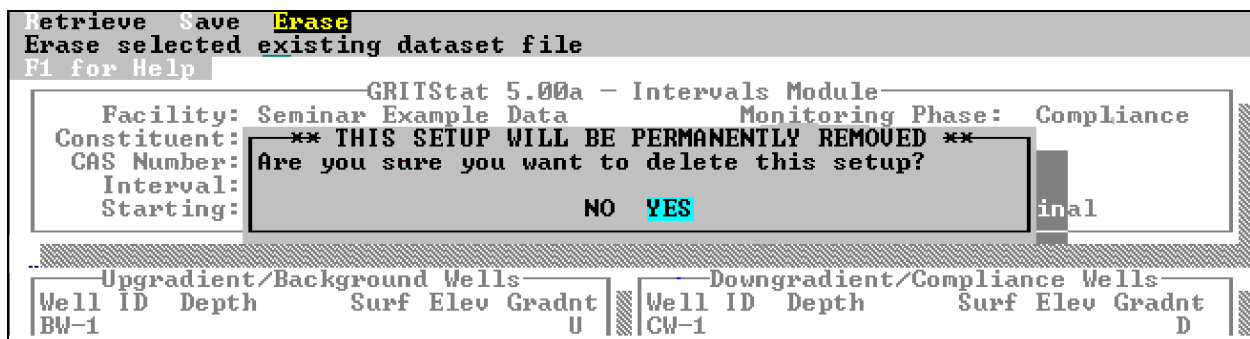 Retrieve Save Erase
Erase selected existing dataset file
F1 for Help
GRITStat 5.00a — Intervals Module
Facility: Seminar Example Data Monitoring Phase: Compliance
Constituent: ** THIS SETUP WILL BE PERMANENTLY REMOVED **
CAS Number: Are you sure you want to delete this setup?
Interval:
Starting: NO YES inal
Upgradient/Background Wells Downgradient/Compliance Wells
Well ID Depth Surf Elev Gradnt Well ID Depth Surf Elev Gradnt
BW-1 U CW-1 D